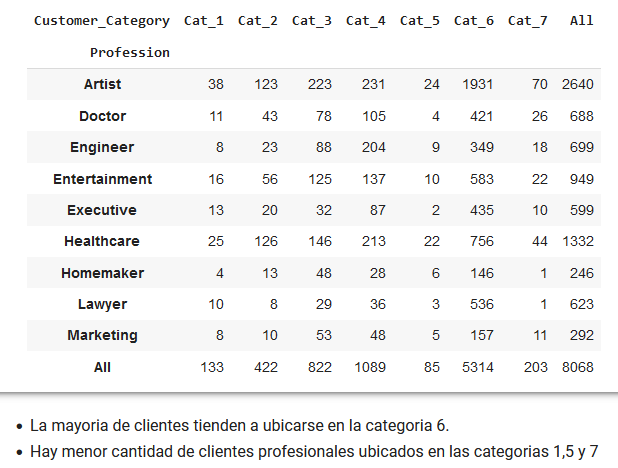 Customer_Category Cat_1 Cat_2 Cat_3 Cat_4 Cat_5 Cat_6 Cat_7 All
Profession
Artist 38 123 223 231 24 1931 70 2640
Doctor 11 43 78 105 4 421 26 688
Engineer 8 23 88 204 9 349 18 699
Entertainment 16 56 125 137 10 583 22 949
Executive 13 20 32 87 2 435 10 599
Healthcare 25 126 146 213 22 756 44 1332
Homemaker 4 13 48 28 6 146 1 246
Lawyer 10 8 29 36 3 536 1 623
Marketing 8 10 53 48 5 157 11 292
All 133 422 822 1089 85 5314 203 8068
• La mayoria de clientes tienden a ubicarse en la categoria 6.
• Hay menor cantidad de clientes profesionales ubicados en las categorias 1,5 y 7